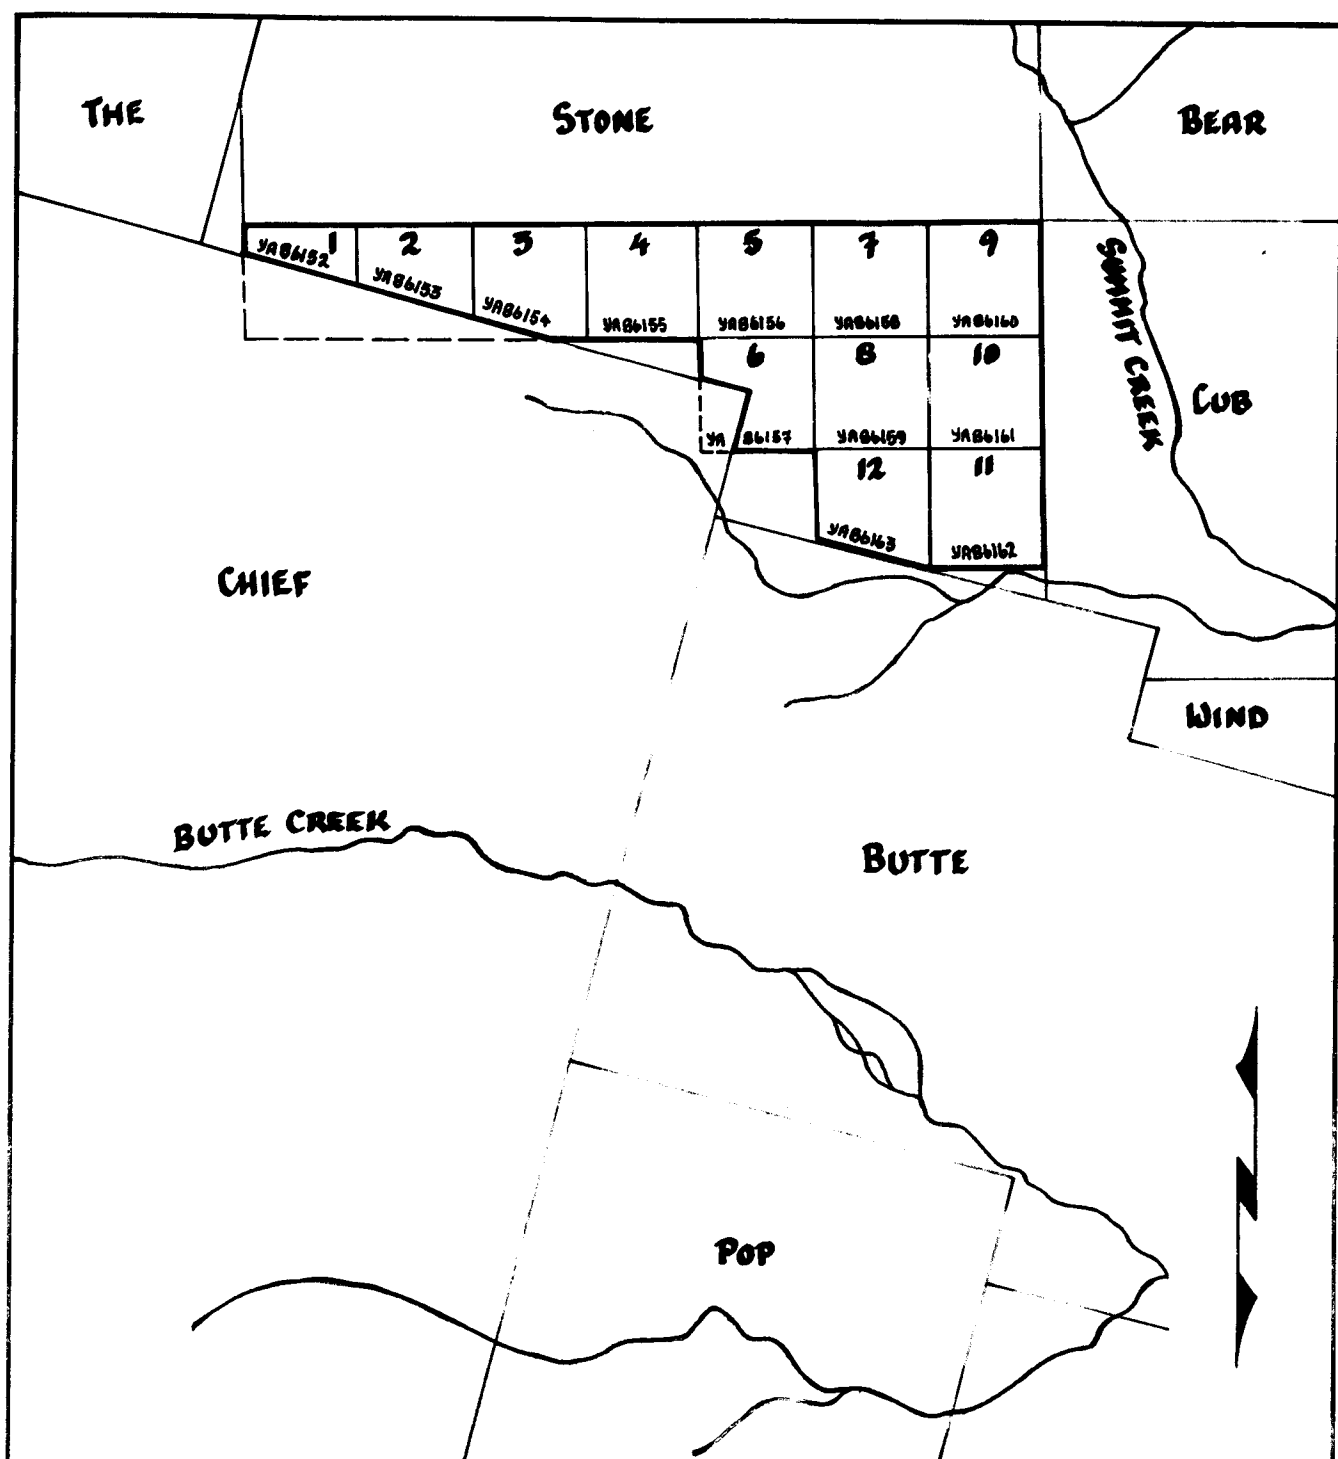 THE
STONE
BEAR
1
2
3
4
5
7
9
YA86152
YA86153
YA86154
YA86155
YA86156
YA86158
YA86160
SUMMIT CREEK
CUB
6
8
10
YA 86157
YA86159
YA86161
12
11
YA86163
YA86162
CHIEF
WIND
BUTTE CREEK
BUTTE
POP